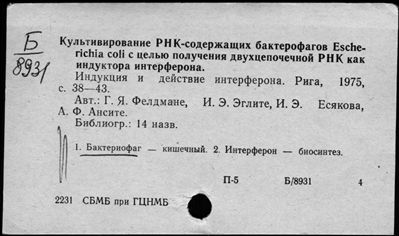 Б
8931
Культивирование РНК-содержащих бактерофагов Esche-
richia coli с целью получения двухцепочечной РНК как
индуктора интерферона.
Индукция и действие интерферона. Рига, 1975,
с. 38—43.
Авт.: Г. Я. Фелдмане, И. Э. Эглите, И. Э. Есякова,
А. Ф. Ансите.
Библиогр.: 14 назв.
1. Бактериофаг — кишечный. 2. Интерферон — биосинтез.
П-5 Б/8931 4
2231 СБМБ при ГЦНМБ